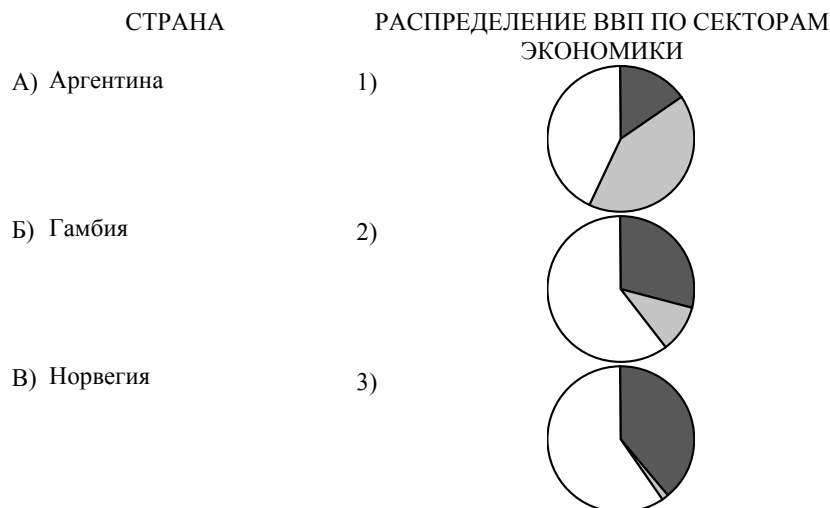 СТРАНА
РАСПРЕДЕЛЕНИЕ ВВП ПО СЕКТОРАМ
ЭКОНОМИКИ
А) Аргентина
1)
Б) Гамбия
2)
В) Норвегия
3)